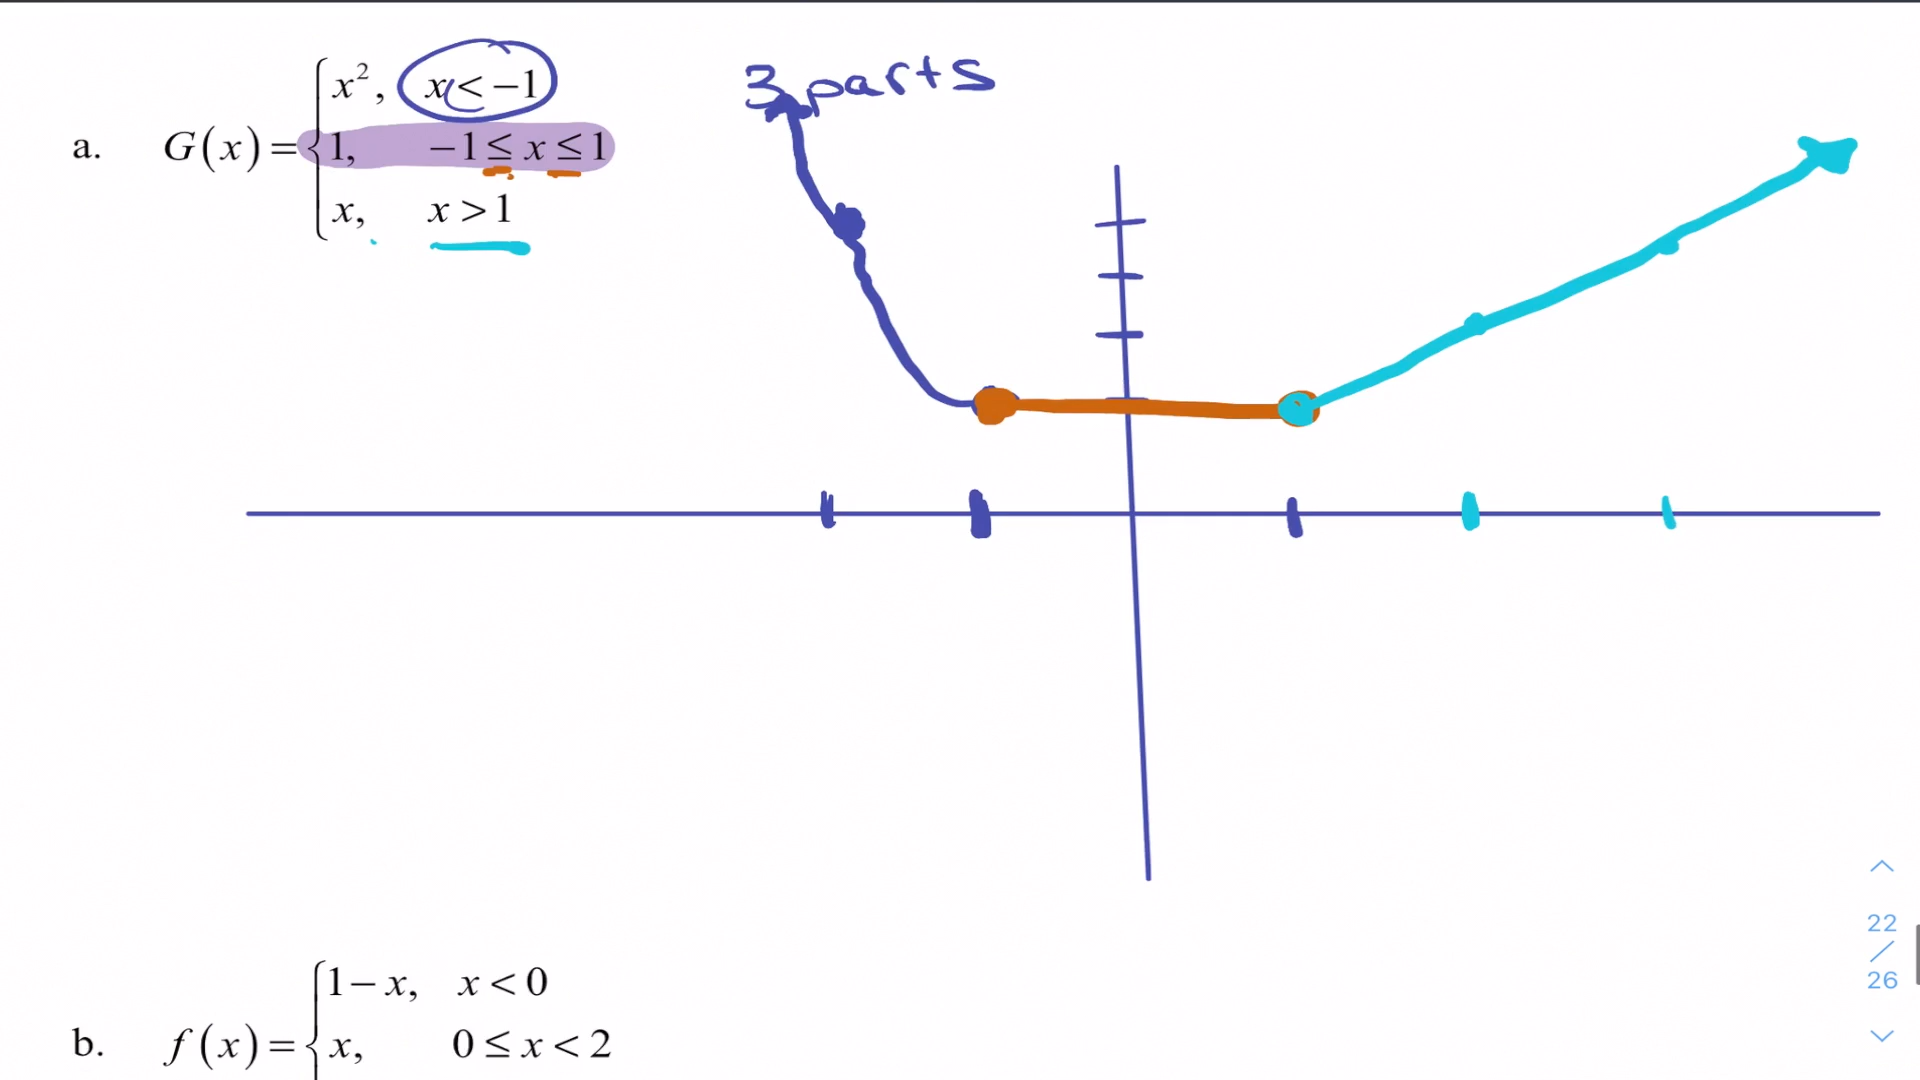 3 parts
a. G(x) = { x², x < −1
1, −1 ≤ x ≤ 1
x, x > 1
22
/
26
b. f(x) = { 1 − x, x < 0
x, 0 ≤ x < 2